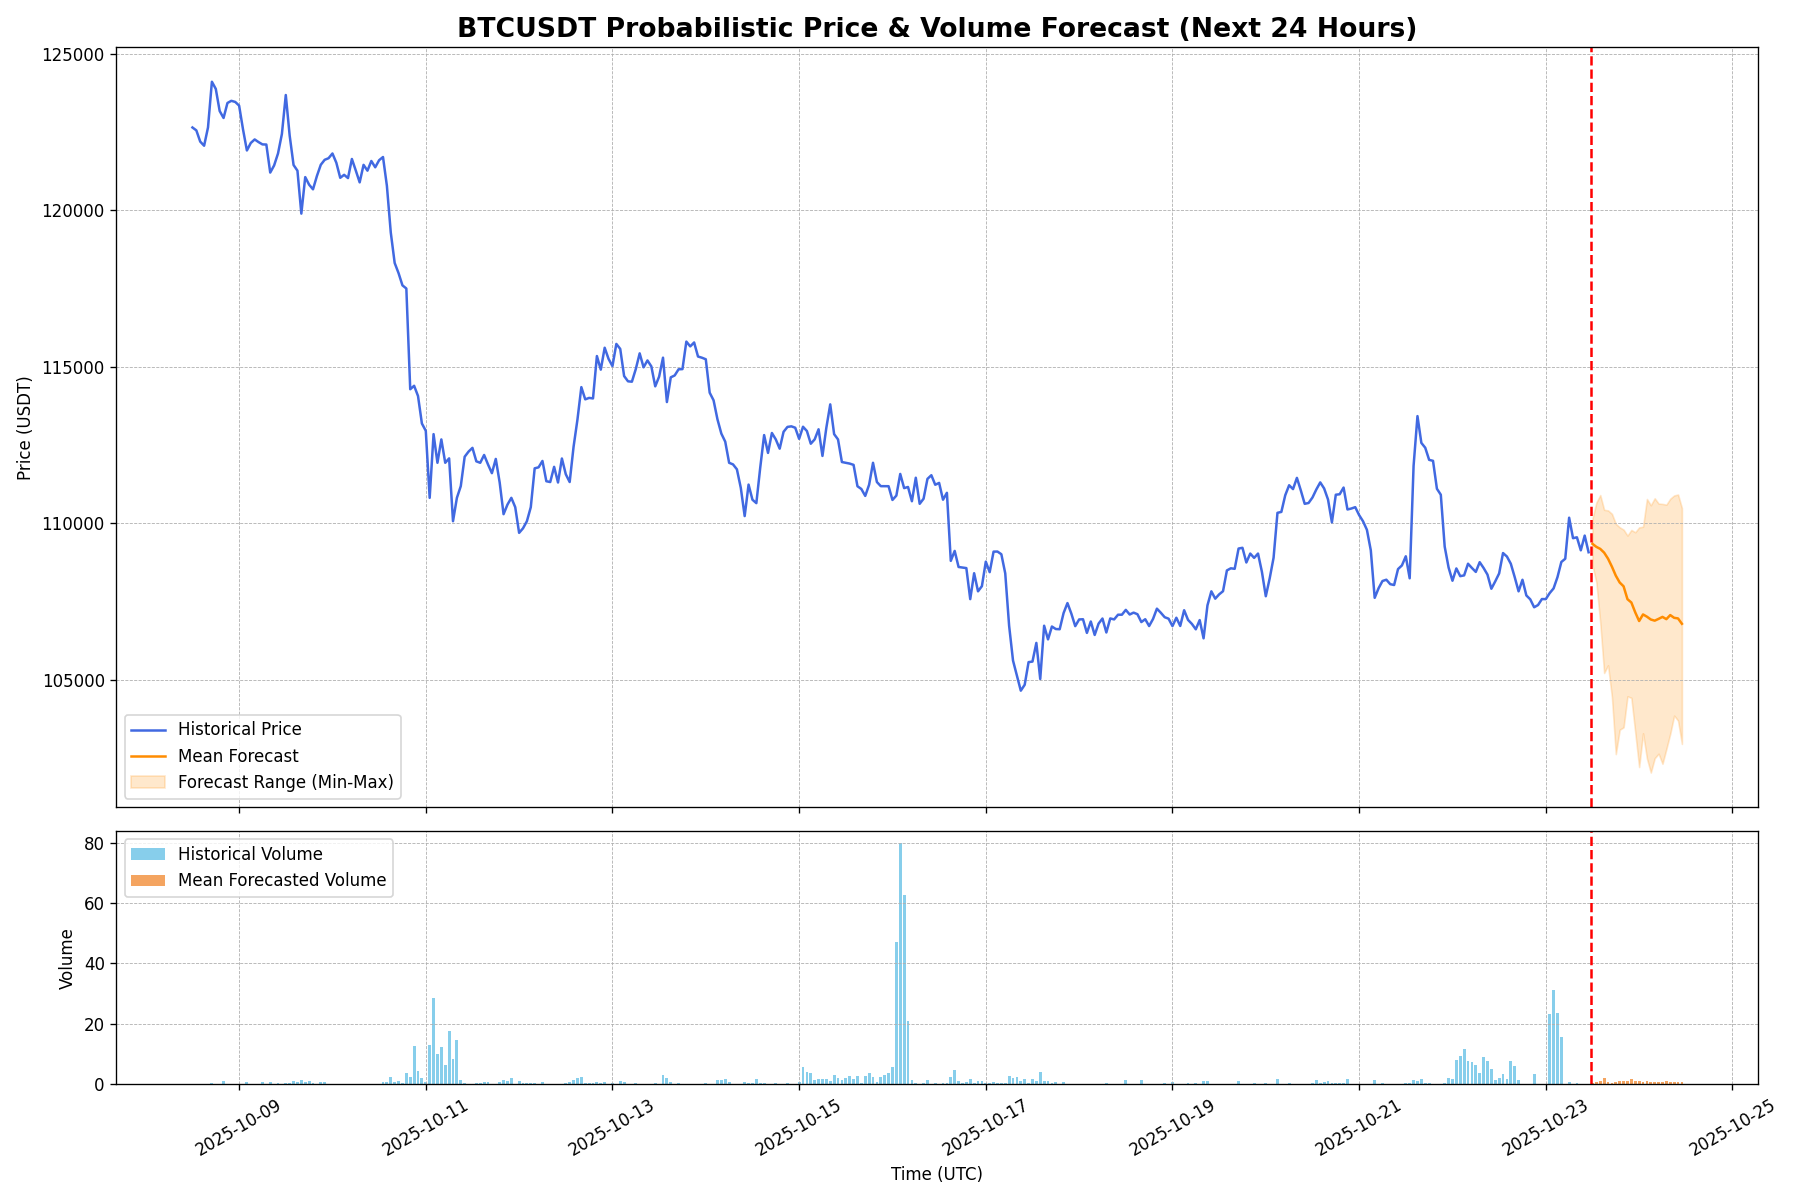 BTCUSDT Probabilistic Price & Volume Forecast (Next 24 Hours)
125000
120000
115000
110000
105000
Price (USDT)
Historical Price
Mean Forecast
Forecast Range (Min-Max)
80
60
40
20
0
Volume
Historical Volume
Mean Forecasted Volume
2025-10-09
2025-10-11
2025-10-13
2025-10-15
2025-10-17
2025-10-19
2025-10-21
2025-10-23
2025-10-25
Time (UTC)